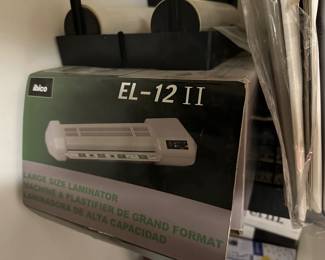 ibico
EL-12 II
LARGE SIZE LAMINATOR
MACHINE A PLASTIFIER DE GRAND FORMAT
LAMINADORA DE ALTA CAPACIDAD